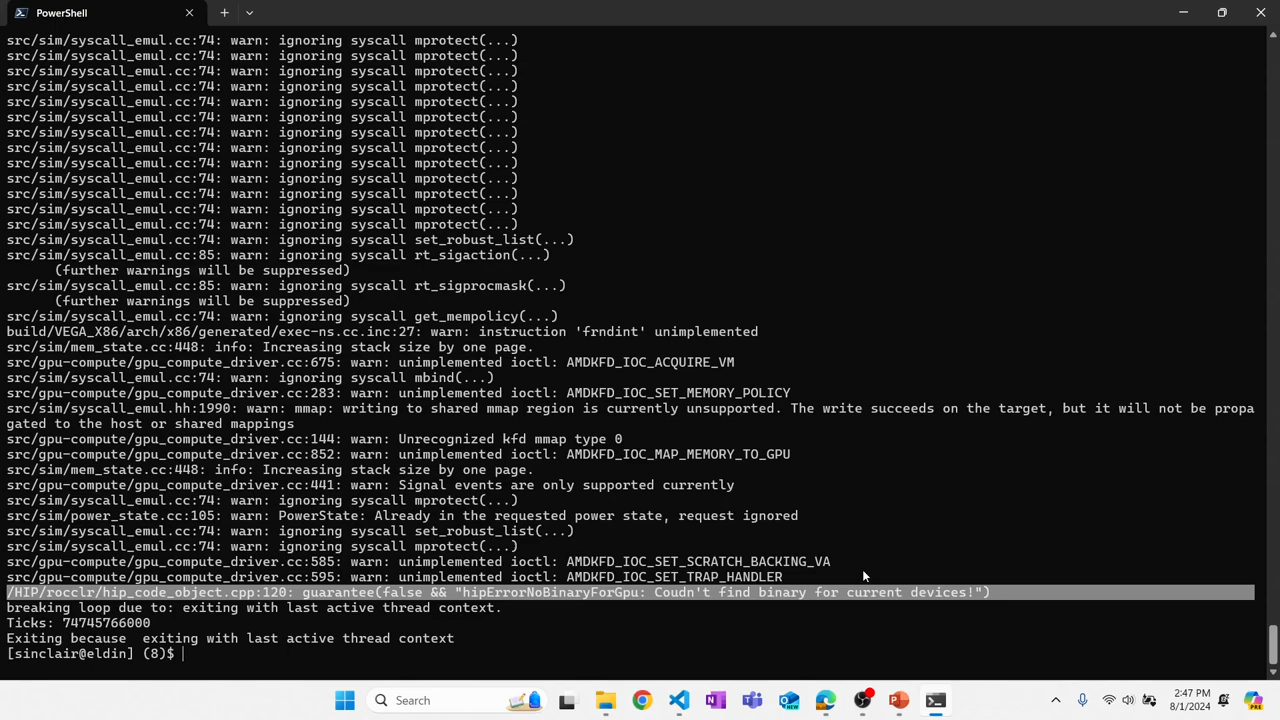 PowerShell
src/sim/syscall_emul.cc:74: warn: ignoring syscall mprotect(...)
src/sim/syscall_emul.cc:74: warn: ignoring syscall mprotect(...)
src/sim/syscall_emul.cc:74: warn: ignoring syscall mprotect(...)
src/sim/syscall_emul.cc:74: warn: ignoring syscall mprotect(...)
src/sim/syscall_emul.cc:74: warn: ignoring syscall mprotect(...)
src/sim/syscall_emul.cc:74: warn: ignoring syscall mprotect(...)
src/sim/syscall_emul.cc:74: warn: ignoring syscall mprotect(...)
src/sim/syscall_emul.cc:74: warn: ignoring syscall mprotect(...)
src/sim/syscall_emul.cc:74: warn: ignoring syscall mprotect(...)
src/sim/syscall_emul.cc:74: warn: ignoring syscall mprotect(...)
src/sim/syscall_emul.cc:74: warn: ignoring syscall mprotect(...)
src/sim/syscall_emul.cc:74: warn: ignoring syscall mprotect(...)
src/sim/syscall_emul.cc:74: warn: ignoring syscall mprotect(...)
src/sim/syscall_emul.cc:74: warn: ignoring syscall set_robust_list(...)
src/sim/syscall_emul.cc:85: warn: ignoring syscall rt_sigaction(...)
(further warnings will be suppressed)
src/sim/syscall_emul.cc:85: warn: ignoring syscall rt_sigprocmask(...)
(further warnings will be suppressed)
src/sim/syscall_emul.cc:74: warn: ignoring syscall get_mempolicy(...)
build/VEGA_X86/arch/x86/generated/exec-ns.cc.inc:27: warn: instruction 'frndint' unimplemented
src/sim/mem_state.cc:448: info: Increasing stack size by one page.
src/gpu-compute/gpu_compute_driver.cc:675: warn: unimplemented ioctl: AMDKFD_IOC_ACQUIRE_VM
src/sim/syscall_emul.cc:74: warn: ignoring syscall mbind(...)
src/gpu-compute/gpu_compute_driver.cc:283: warn: unimplemented ioctl: AMDKFD_IOC_SET_MEMORY_POLICY
src/sim/syscall_emul.hh:1990: warn: mmap: writing to shared mmap region is currently unsupported. The write succeeds on the target, but it will not be propa
gated to the host or shared mappings
src/gpu-compute/gpu_compute_driver.cc:144: warn: Unrecognized kfd mmap type 0
src/gpu-compute/gpu_compute_driver.cc:852: warn: unimplemented ioctl: AMDKFD_IOC_MAP_MEMORY_TO_GPU
src/sim/mem_state.cc:448: info: Increasing stack size by one page.
src/gpu-compute/gpu_compute_driver.cc:441: warn: Signal events are only supported currently
src/sim/syscall_emul.cc:74: warn: ignoring syscall mprotect(...)
src/sim/power_state.cc:105: warn: PowerState: Already in the requested power state, request ignored
src/sim/syscall_emul.cc:74: warn: ignoring syscall set_robust_list(...)
src/sim/syscall_emul.cc:74: warn: ignoring syscall mprotect(...)
src/gpu-compute/gpu_compute_driver.cc:585: warn: unimplemented ioctl: AMDKFD_IOC_SET_SCRATCH_BACKING_VA
src/gpu-compute/gpu_compute_driver.cc:595: warn: unimplemented ioctl: AMDKFD_IOC_SET_TRAP_HANDLER
/HIP/rocclr/hip_code_object.cpp:120: guarantee(false && "hipErrorNoBinaryForGpu: Coudn't find binary for current devices!")
breaking loop due to: exiting with last active thread context.
Ticks: 74745766000
Exiting because  exiting with last active thread context
[sinclair@eldin] (8)$
Search
2:47 PM
8/1/2024
PRE